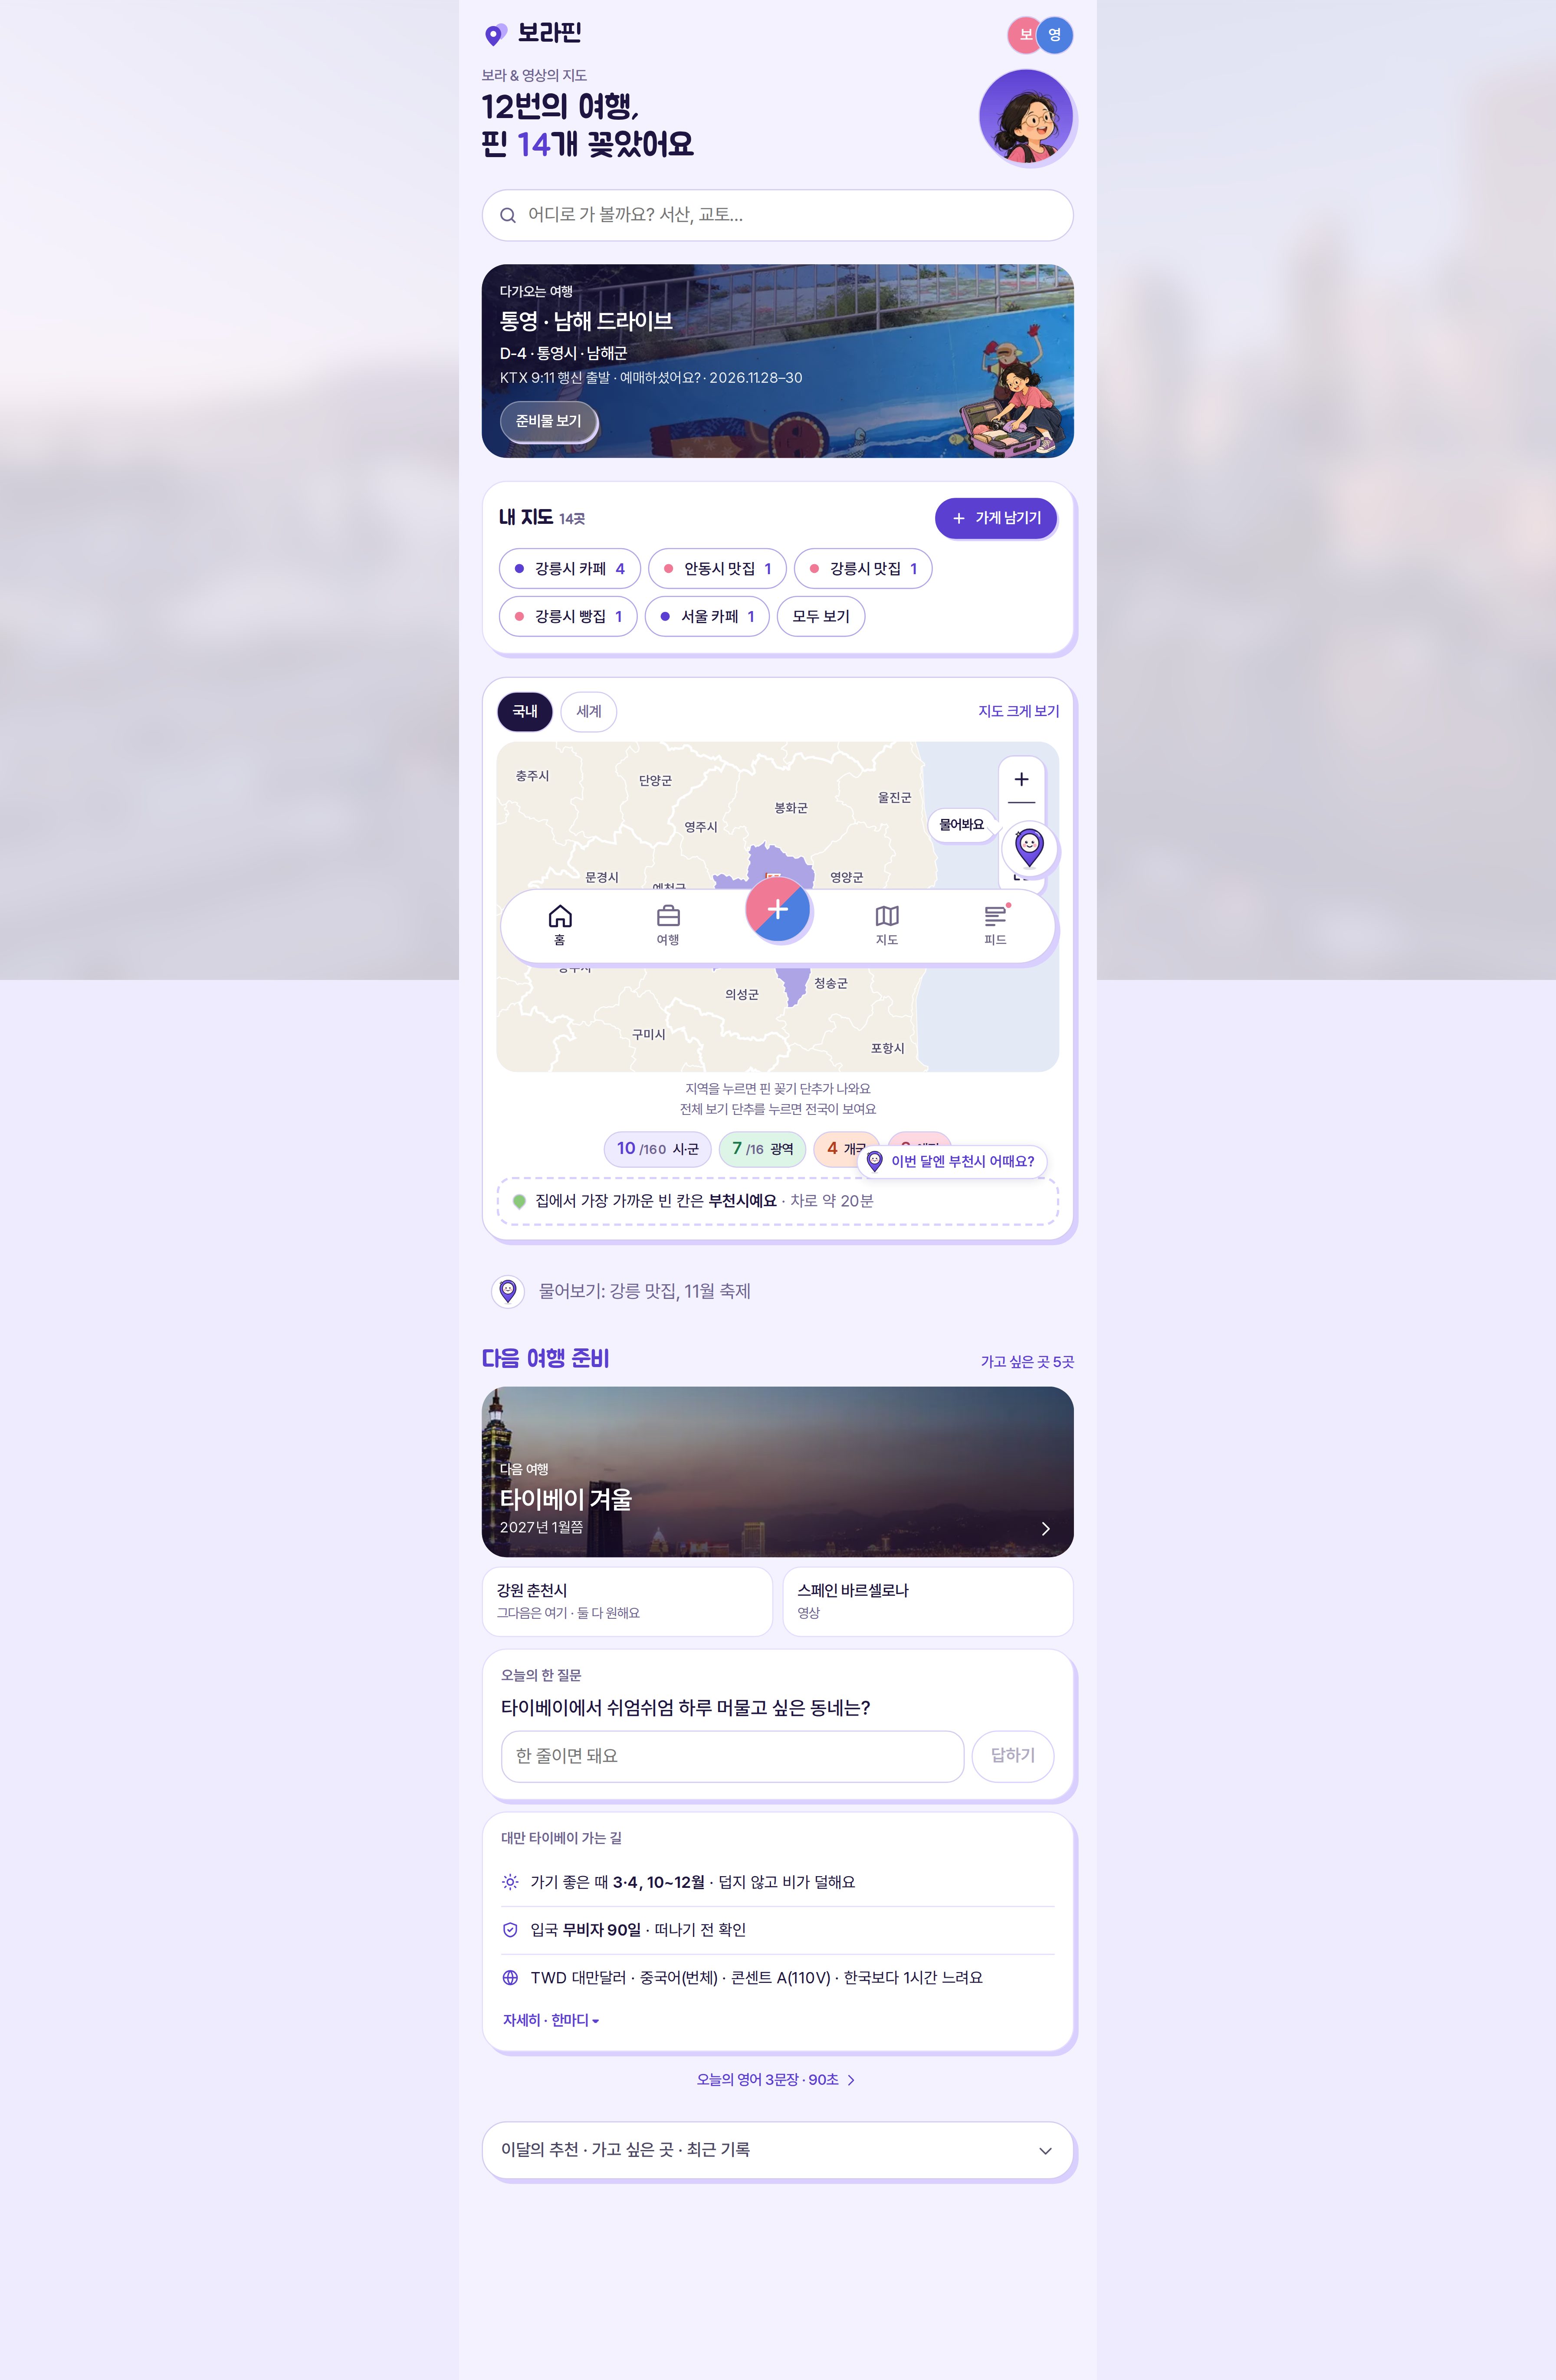 보라핀
보 영
보라 & 영상의 지도
12번의 여행,
핀 14개 꽂았어요
어디로 가 볼까요? 서산, 교토...
다가오는 여행
통영 · 남해 드라이브
D-4 · 통영시 · 남해군
KTX 9:11 행신 출발 · 예매하셨어요? · 2026.11.28–30
준비물 보기
내 지도 14곳
+ 가게 남기기
강릉시 카페 4
안동시 맛집 1
강릉시 맛집 1
강릉시 빵집 1
서울 카페 1
모두 보기
국내 세계
지도 크게 보기
충주시
단양군
울진군
봉화군
물어봐요
영주시
문경시
영양군
홈
여행
지도
피드
청송군
의성군
구미시
포항시
지역을 누르면 핀 꽂기 단추가 나와요
전체 보기 단추를 누르면 전국이 보여요
10 /160 시·군
7 /16 광역
4 개국
이번 달엔 부천시 어때요?
집에서 가장 가까운 빈 칸은 부천시예요 · 차로 약 20분
물어보기: 강릉 맛집, 11월 축제
다음 여행 준비
가고 싶은 곳 5곳
다음 여행
타이베이 겨울
2027년 1월쯤
강원 춘천시
그다음은 여기 · 둘 다 원해요
스페인 바르셀로나
영상
오늘의 한 질문
타이베이에서 쉬엄쉬엄 하루 머물고 싶은 동네는?
한 줄이면 돼요
답하기
대만 타이베이 가는 길
가기 좋은 때 3·4, 10~12월 · 덥지 않고 비가 덜해요
입국 무비자 90일 · 떠나기 전 확인
TWD 대만달러 · 중국어(번체) · 콘센트 A(110V) · 한국보다 1시간 느려요
자세히 · 한마디
오늘의 영어 3문장 · 90초
이달의 추천 · 가고 싶은 곳 · 최근 기록